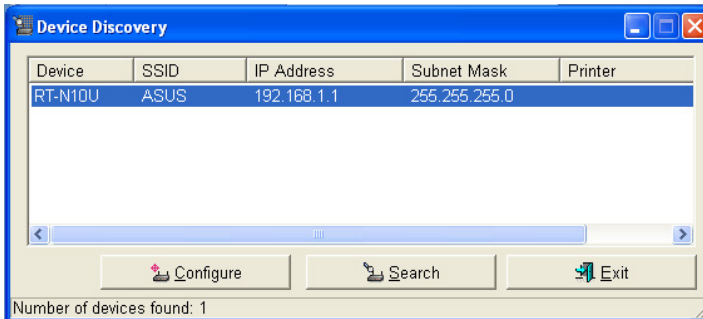 Device Discovery
Device SSID IP Address Subnet Mask Printer
RT-N10U ASUS 192.168.1.1 255.255.255.0
Configure Search Exit
Number of devices found: 1